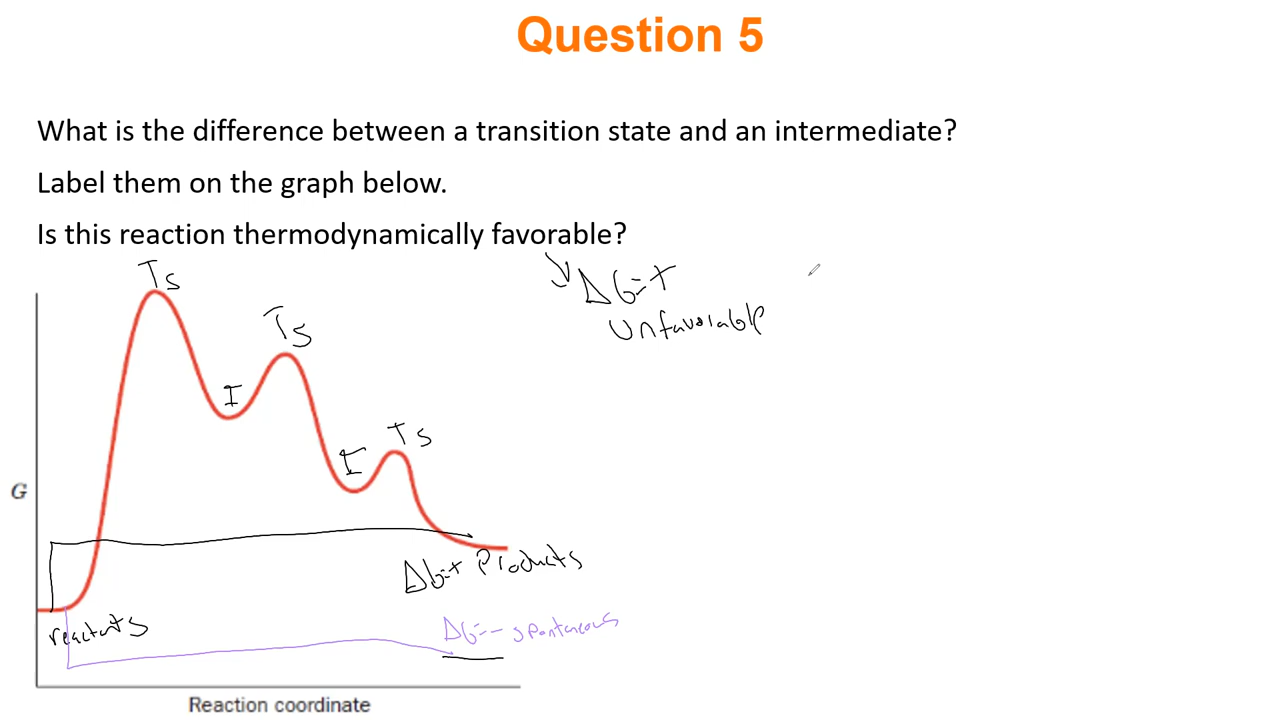 Question 5
What is the difference between a transition state and an intermediate?
Label them on the graph below.
Is this reaction thermodynamically favorable?
Ts
ΔG=+
Unfavorable
Ts
I
Ts
I
G
ΔG=+ Products
reactants
ΔG=- spontaneous
Reaction coordinate